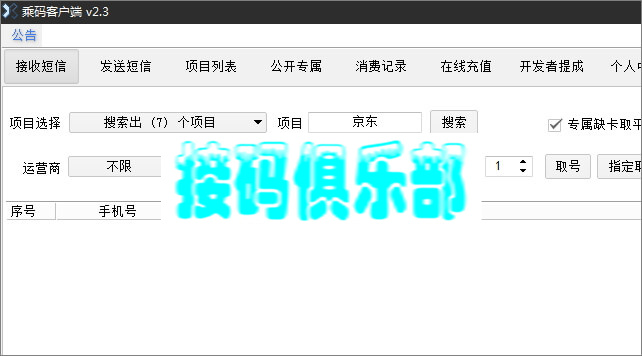 乘码客户端 v2.3
公告
接收短信 发送短信 项目列表 公开专属 消费记录 在线充值 开发者提成 个人中
项目选择 搜索出 (7) 个项目 项目 京东 搜索 专属缺卡取平
运营商 不限 1 取号 指定取
接码俱乐部
序号 手机号